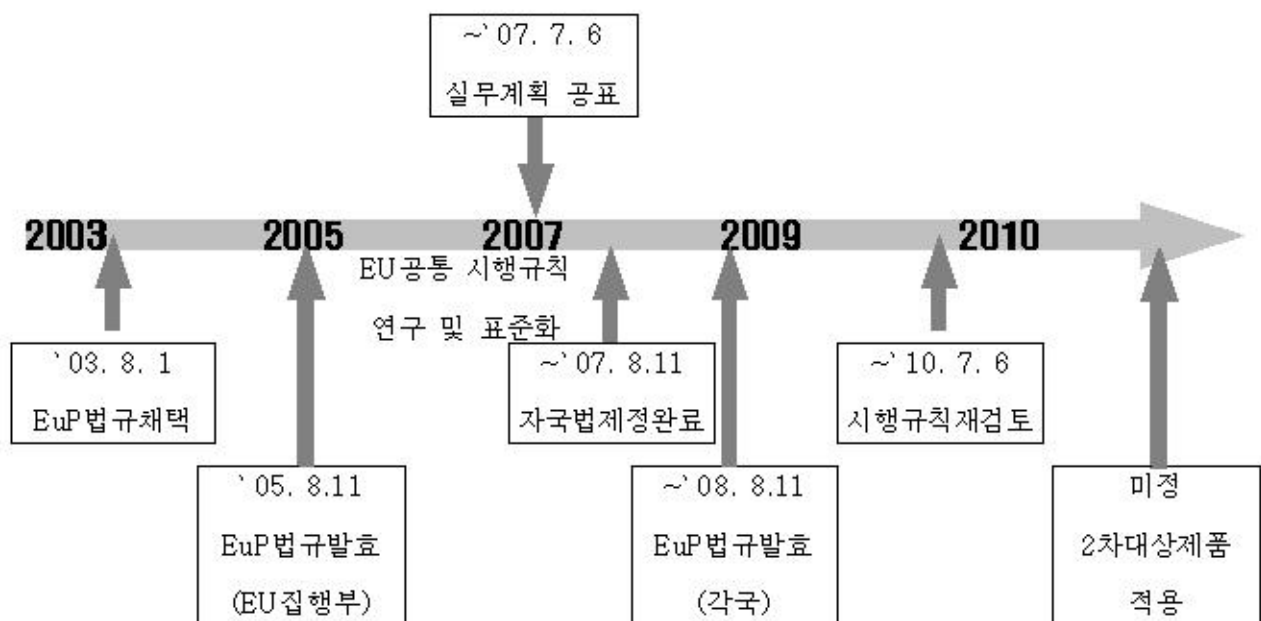 ~`07. 7. 6
실무계획 공표
2003 2005 2007 2009 2010
EU공통 시행규칙
연구 및 표준화
`03. 8. 1
EuP법규채택
~`07. 8.11
자국법제정완료
~`10. 7. 6
시행규칙재검토
`05. 8.11
EuP법규발효
(EU집행부)
~`08. 8.11
EuP법규발효
(각국)
미정
2차대상제품
적용